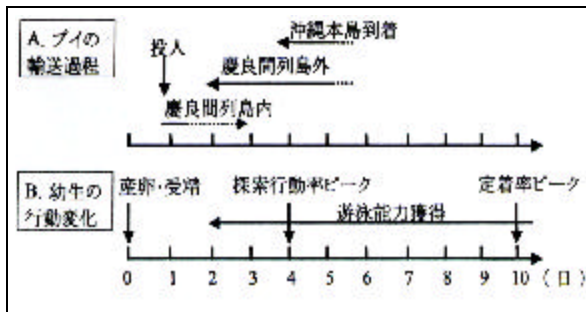 A. ブイの
輸送過程
沖縄本島到着
投入
慶良間列島外
慶良間列島内
B. 幼生の
行動変化
産卵・受精
探索行動率ピーク
定着率ピーク
遊泳能力獲得
0 1 2 3 4 5 6 7 8 9 10 (日)